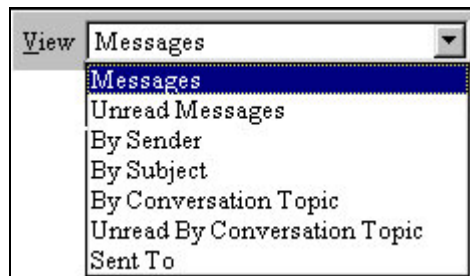 View Messages
Messages
Unread Messages
By Sender
By Subject
By Conversation Topic
Unread By Conversation Topic
Sent To